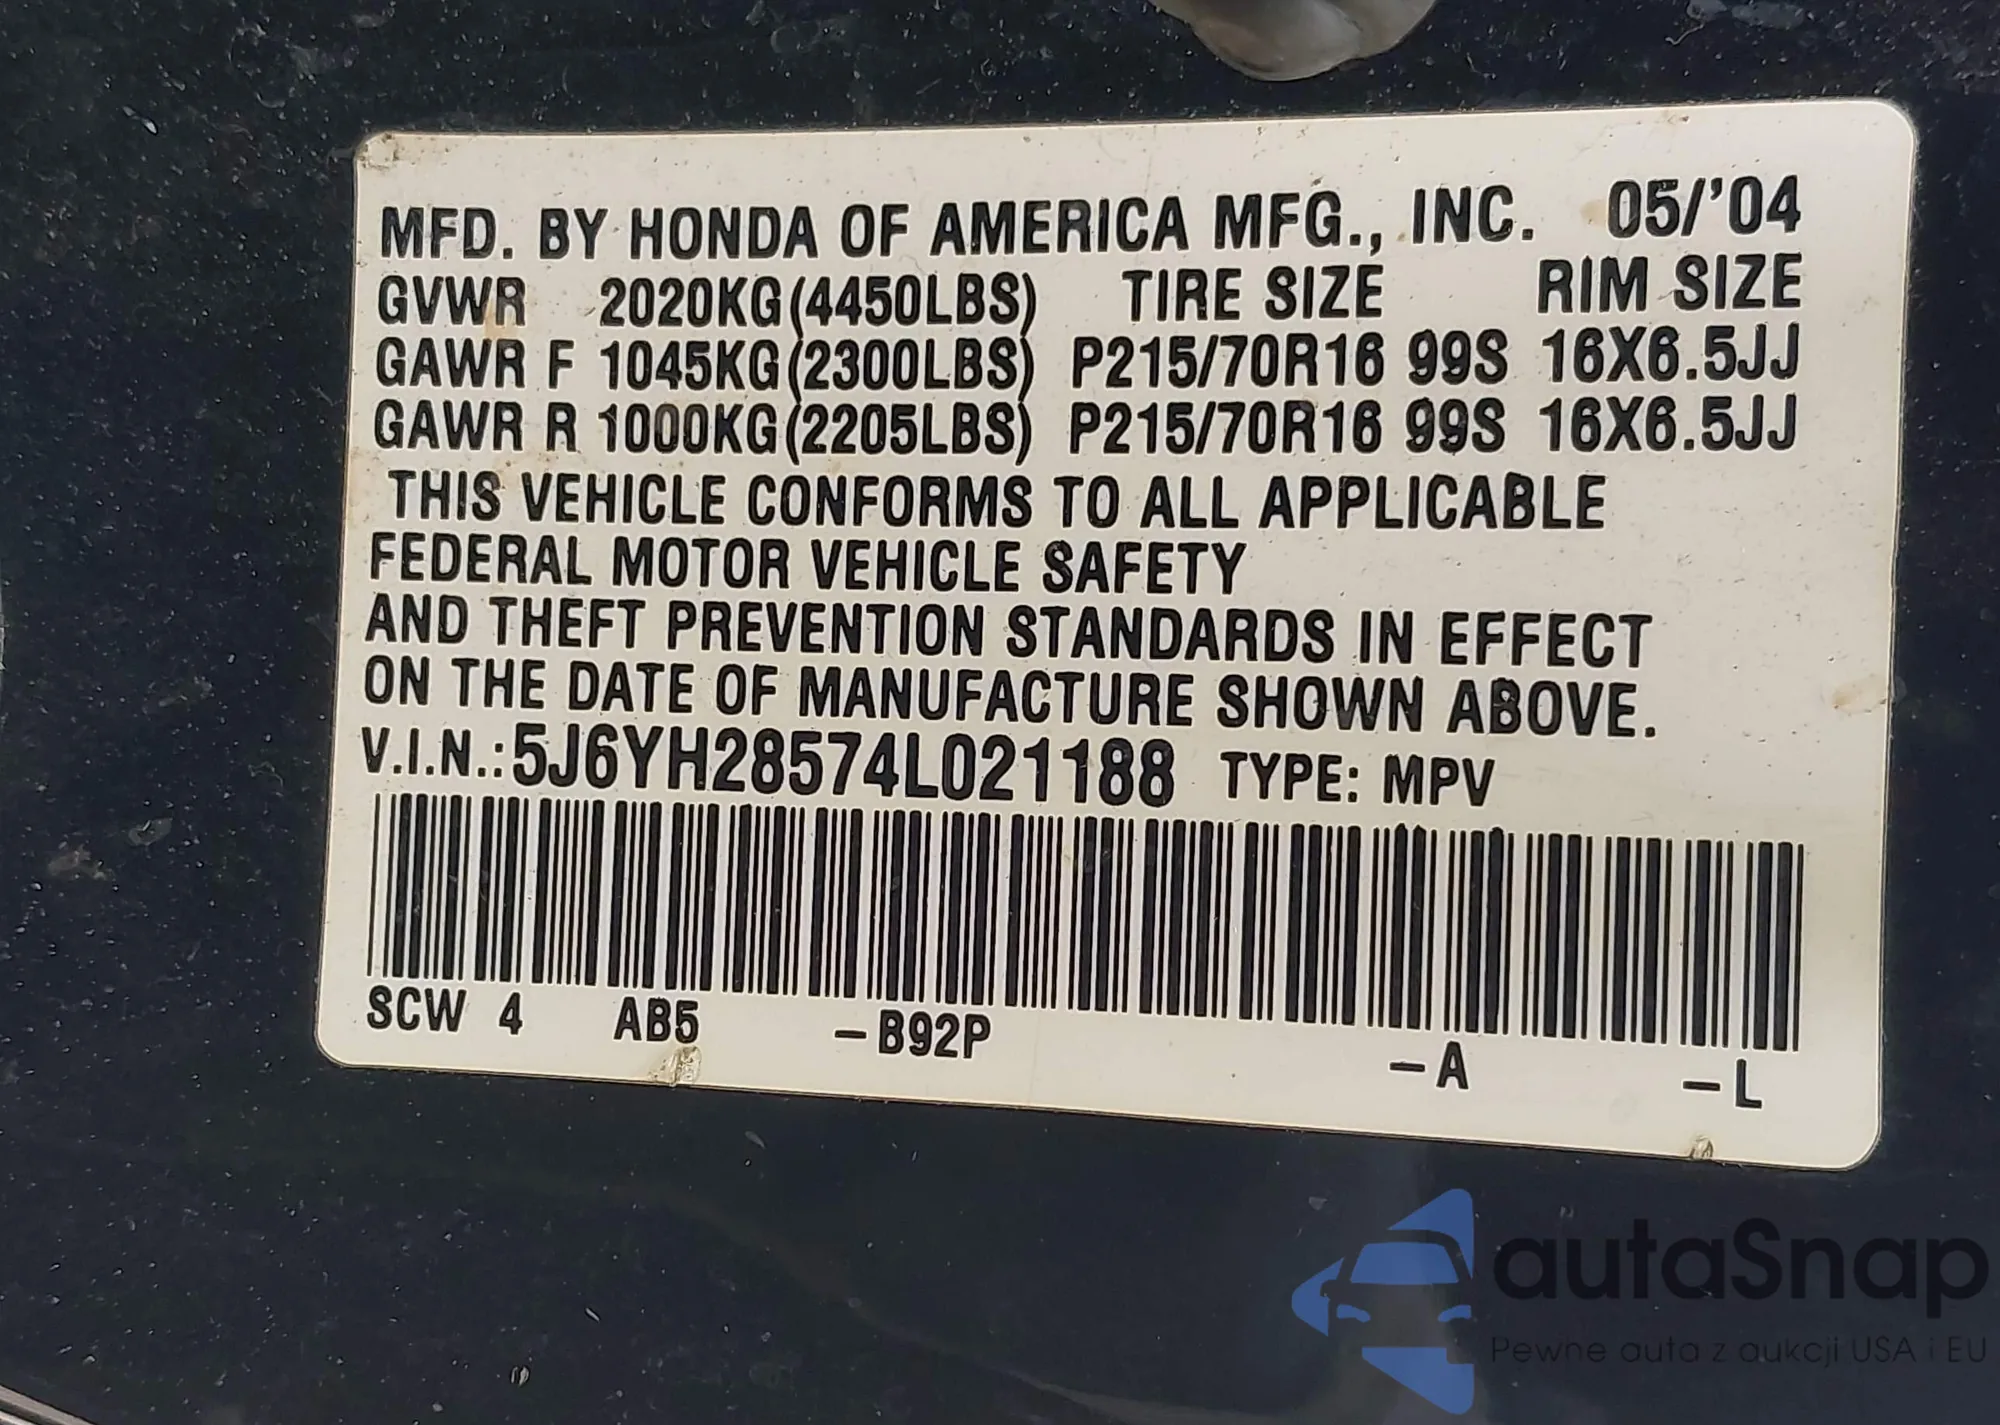 MFD. BY HONDA OF AMERICA MFG., INC. 05/'04
GVWR 2020KG(4450LBS) TIRE SIZE RIM SIZE
GAWR F 1045KG(2300LBS) P215/70R16 99S 16X6.5JJ
GAWR R 1000KG(2205LBS) P215/70R16 99S 16X6.5JJ
THIS VEHICLE CONFORMS TO ALL APPLICABLE
FEDERAL MOTOR VEHICLE SAFETY
AND THEFT PREVENTION STANDARDS IN EFFECT
ON THE DATE OF MANUFACTURE SHOWN ABOVE.
V.I.N.:5J6YH28574L021188 TYPE: MPV
SCW 4 AB5 -B92P -A -L
autaSnap
Pewne auta z aukcji USA i EU